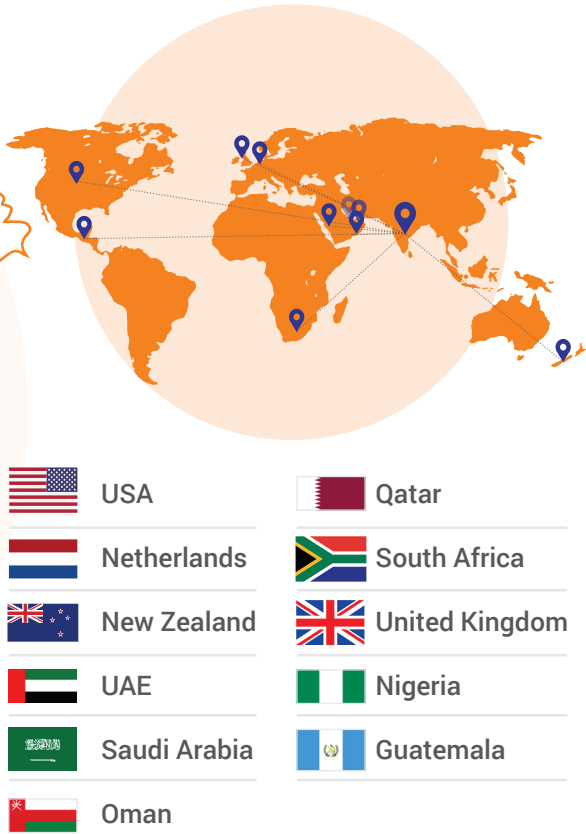 USA
Netherlands
New Zealand
UAE
Saudi Arabia
Oman
Qatar
South Africa
United Kingdom
Nigeria
Guatemala